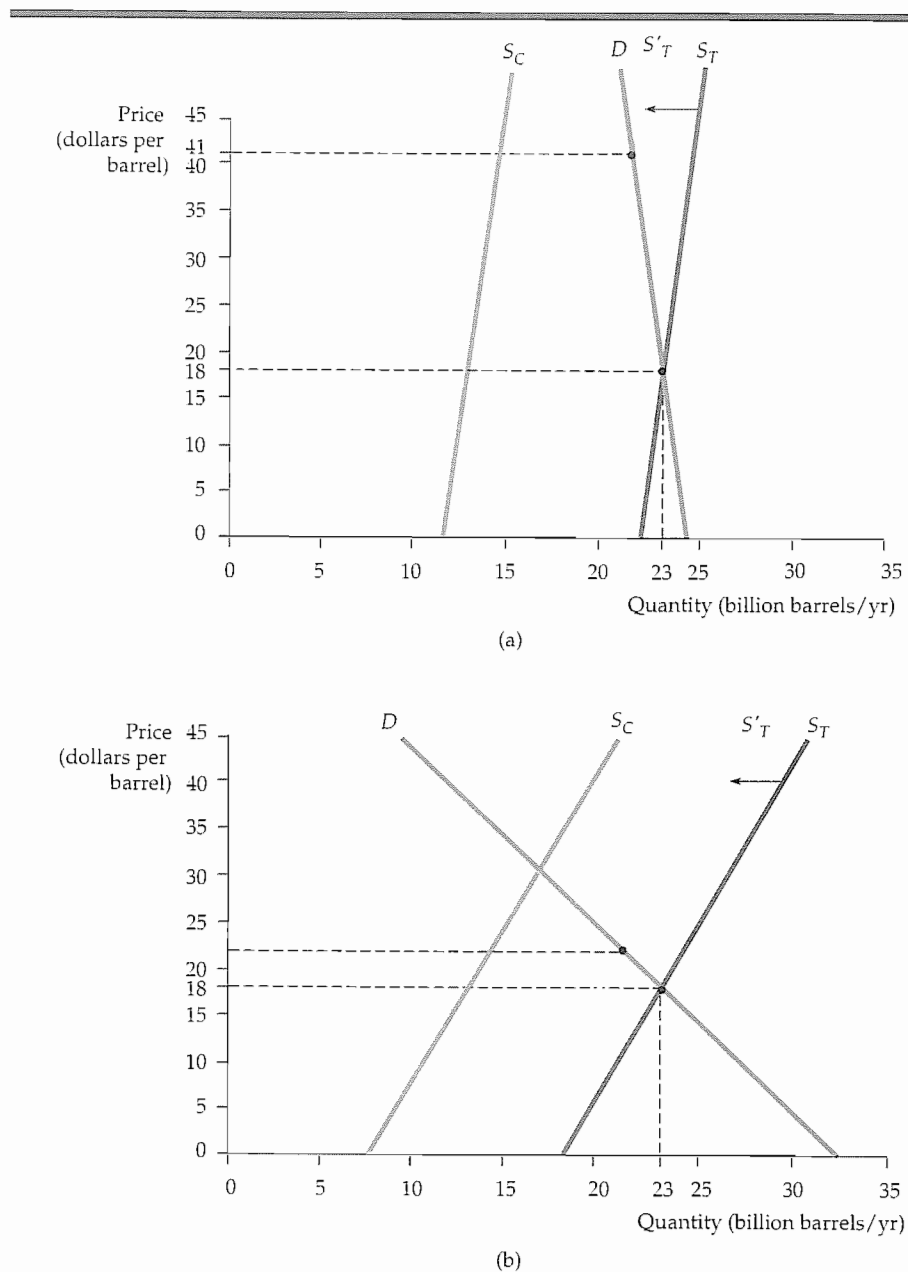 S_C D S'_T S_T
Price
(dollars per
barrel)
45
41
40
35
30
25
20
18
15
10
5
0
0 5 10 15 20 23 25 30 35
Quantity (billion barrels/yr)
(a)
D S_C S'_T S_T
Price
(dollars per
barrel)
45
40
35
30
25
20
18
15
10
5
0
0 5 10 15 20 23 25 30 35
Quantity (billion barrels/yr)
(b)